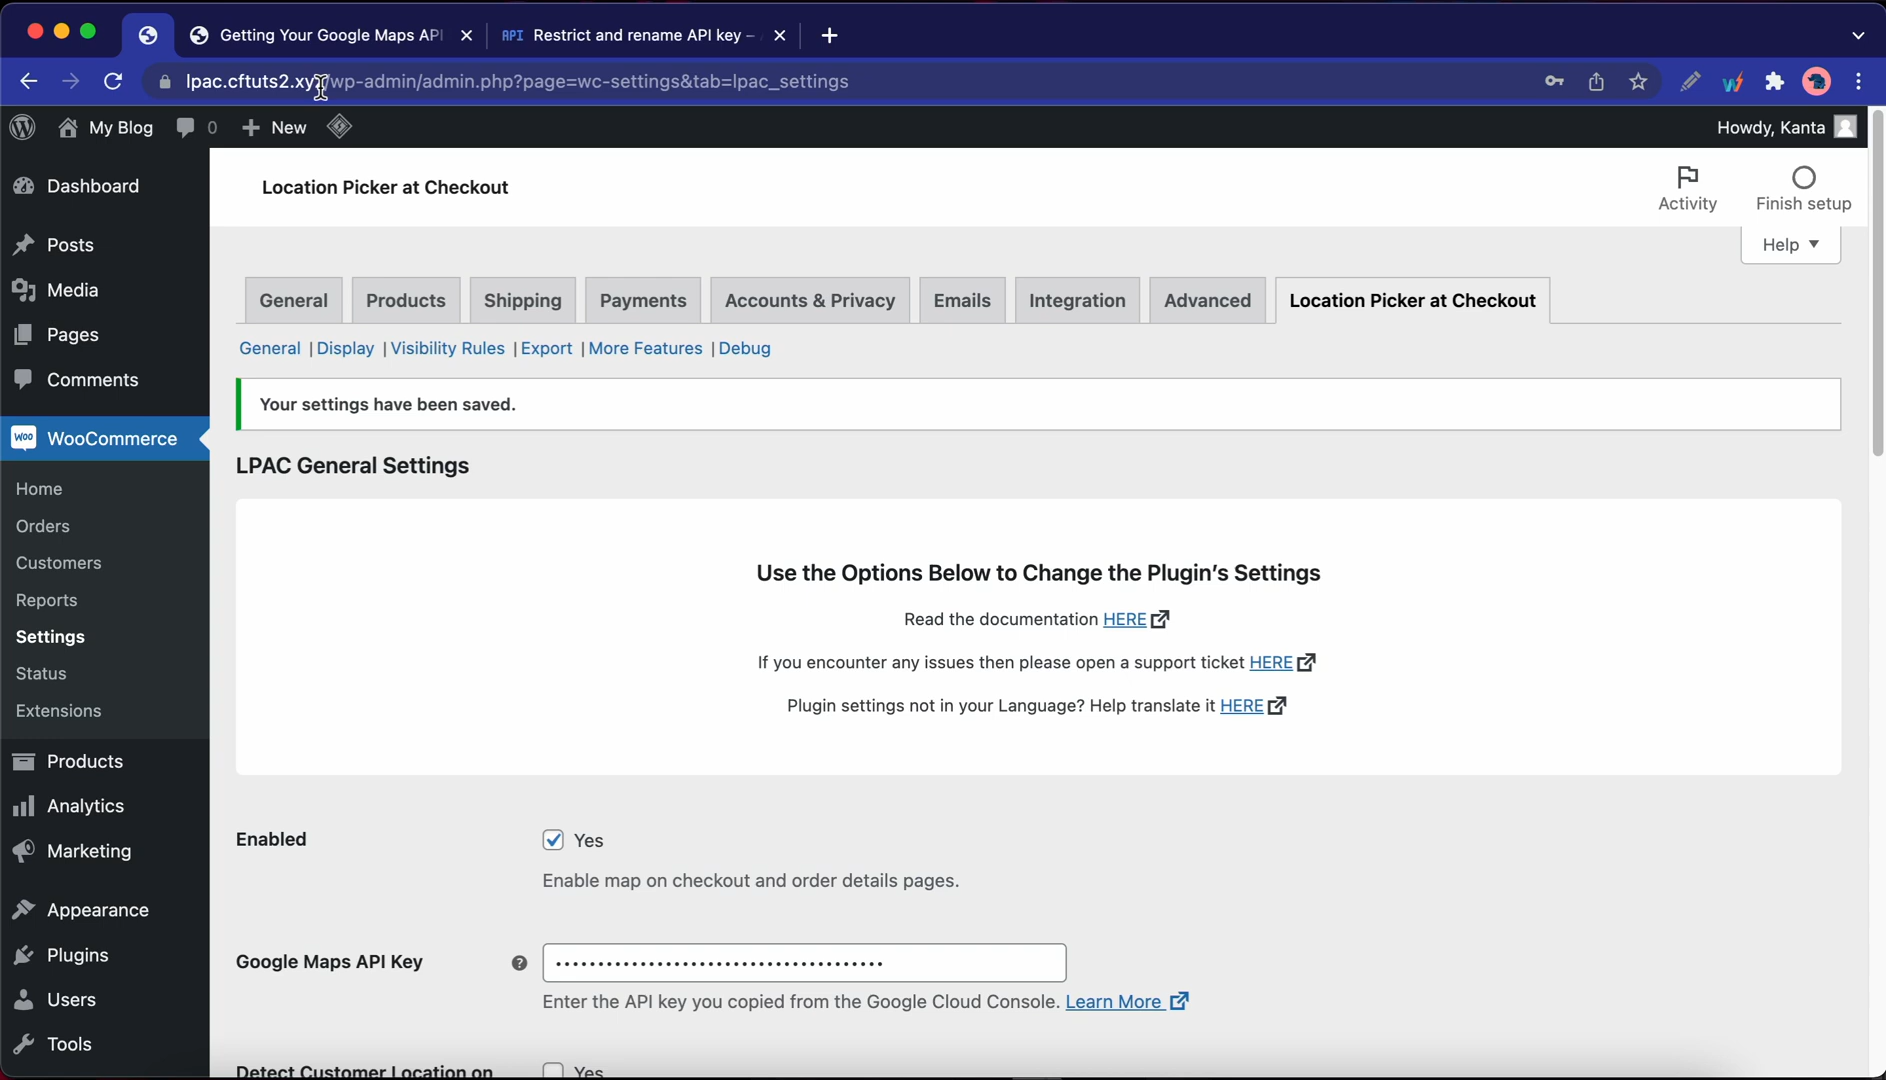 Getting Your Google Maps API
API Restrict and rename API key –
lpac.cftuts2.xyz/wp-admin/admin.php?page=wc-settings&tab=lpac_settings
My Blog
0
New
Howdy, Kanta
Dashboard
Posts
Media
Pages
Comments
Woo WooCommerce
Home
Orders
Customers
Reports
Settings
Status
Extensions
Products
Analytics
Marketing
Appearance
Plugins
Users
Tools
Location Picker at Checkout
Activity
Finish setup
Help
General
Products
Shipping
Payments
Accounts & Privacy
Emails
Integration
Advanced
Location Picker at Checkout
General | Display | Visibility Rules | Export | More Features | Debug
Your settings have been saved.
LPAC General Settings
Use the Options Below to Change the Plugin's Settings
Read the documentation HERE
If you encounter any issues then please open a support ticket HERE
Plugin settings not in your Language? Help translate it HERE
Enabled
Yes
Enable map on checkout and order details pages.
Google Maps API Key
Enter the API key you copied from the Google Cloud Console. Learn More
Detect Customer Location on
Yes